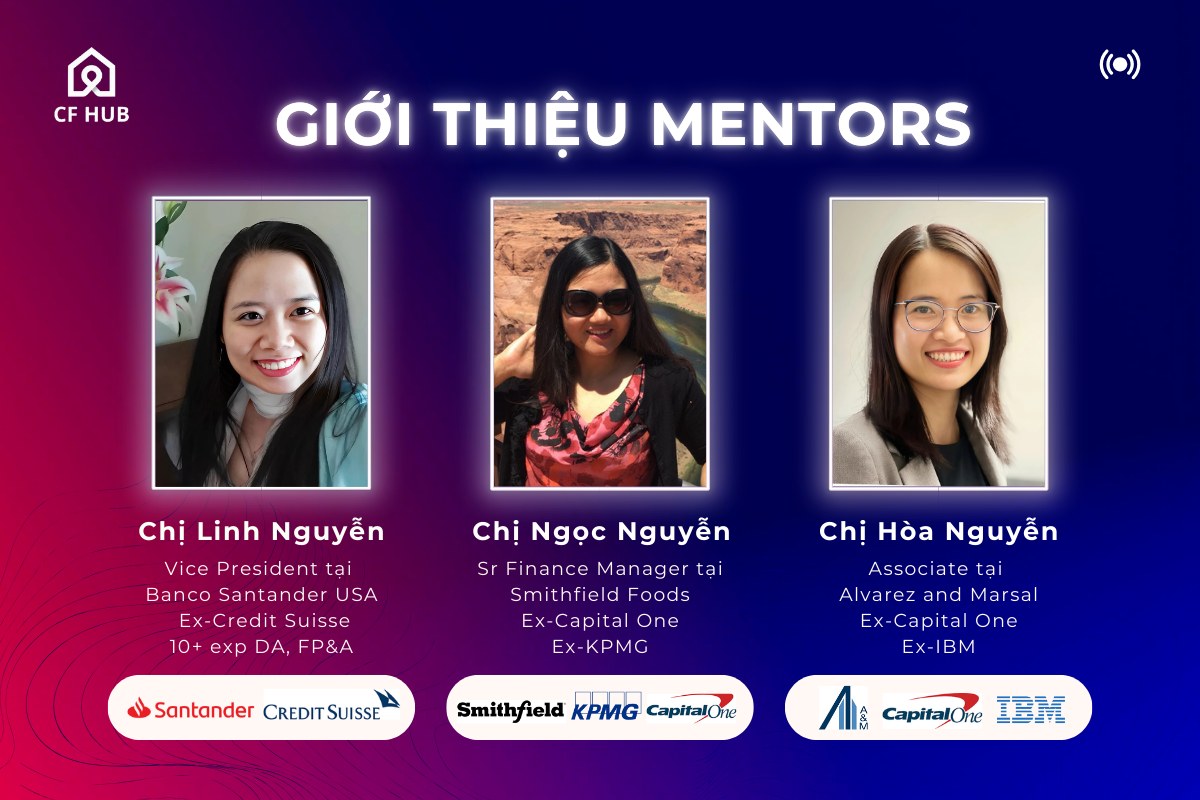 CF HUB
GIỚI THIỆU MENTORS
Chị Linh Nguyễn
Vice President tại
Banco Santander USA
Ex-Credit Suisse
10+ exp DA, FP&A
Santander
CREDIT SUISSE
Chị Ngọc Nguyễn
Sr Finance Manager tại
Smithfield Foods
Ex-Capital One
Ex-KPMG
Smithfield
KPMG
CapitalOne
Chị Hòa Nguyễn
Associate tại
Alvarez and Marsal
Ex-Capital One
Ex-IBM
A&M
CapitalOne
IBM